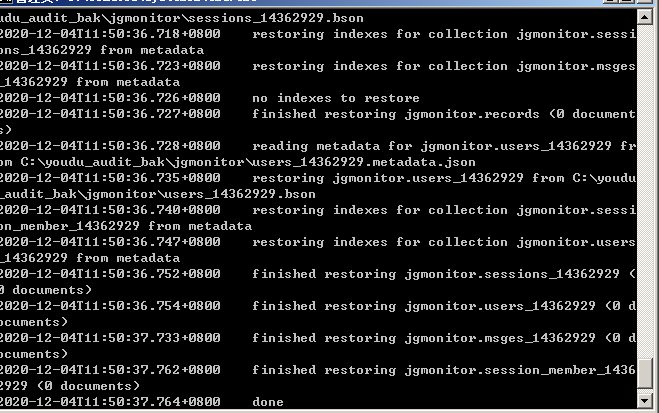 oudu_audit_bak\jgmonitor\sessions_14362929.bson
2020-12-04T11:50:36.718+0800    restoring indexes for collection jgmonitor.sessi
ons_14362929 from metadata
2020-12-04T11:50:36.723+0800    restoring indexes for collection jgmonitor.msges
_14362929 from metadata
2020-12-04T11:50:36.726+0800    no indexes to restore
2020-12-04T11:50:36.727+0800    finished restoring jgmonitor.records (0 document
s)
2020-12-04T11:50:36.728+0800    reading metadata for jgmonitor.users_14362929 fr
om C:\youdu_audit_bak\jgmonitor\users_14362929.metadata.json
2020-12-04T11:50:36.735+0800    restoring jgmonitor.users_14362929 from C:\youdu
_audit_bak\jgmonitor\users_14362929.bson
2020-12-04T11:50:36.740+0800    restoring indexes for collection jgmonitor.sessi
on_member_14362929 from metadata
2020-12-04T11:50:36.747+0800    restoring indexes for collection jgmonitor.users
_14362929 from metadata
2020-12-04T11:50:36.752+0800    finished restoring jgmonitor.sessions_14362929 (
0 documents)
2020-12-04T11:50:36.754+0800    finished restoring jgmonitor.users_14362929 (0 d
ocuments)
2020-12-04T11:50:37.733+0800    finished restoring jgmonitor.msges_14362929 (0 d
ocuments)
2020-12-04T11:50:37.762+0800    finished restoring jgmonitor.session_member_1436
2929 (0 documents)
2020-12-04T11:50:37.764+0800    done